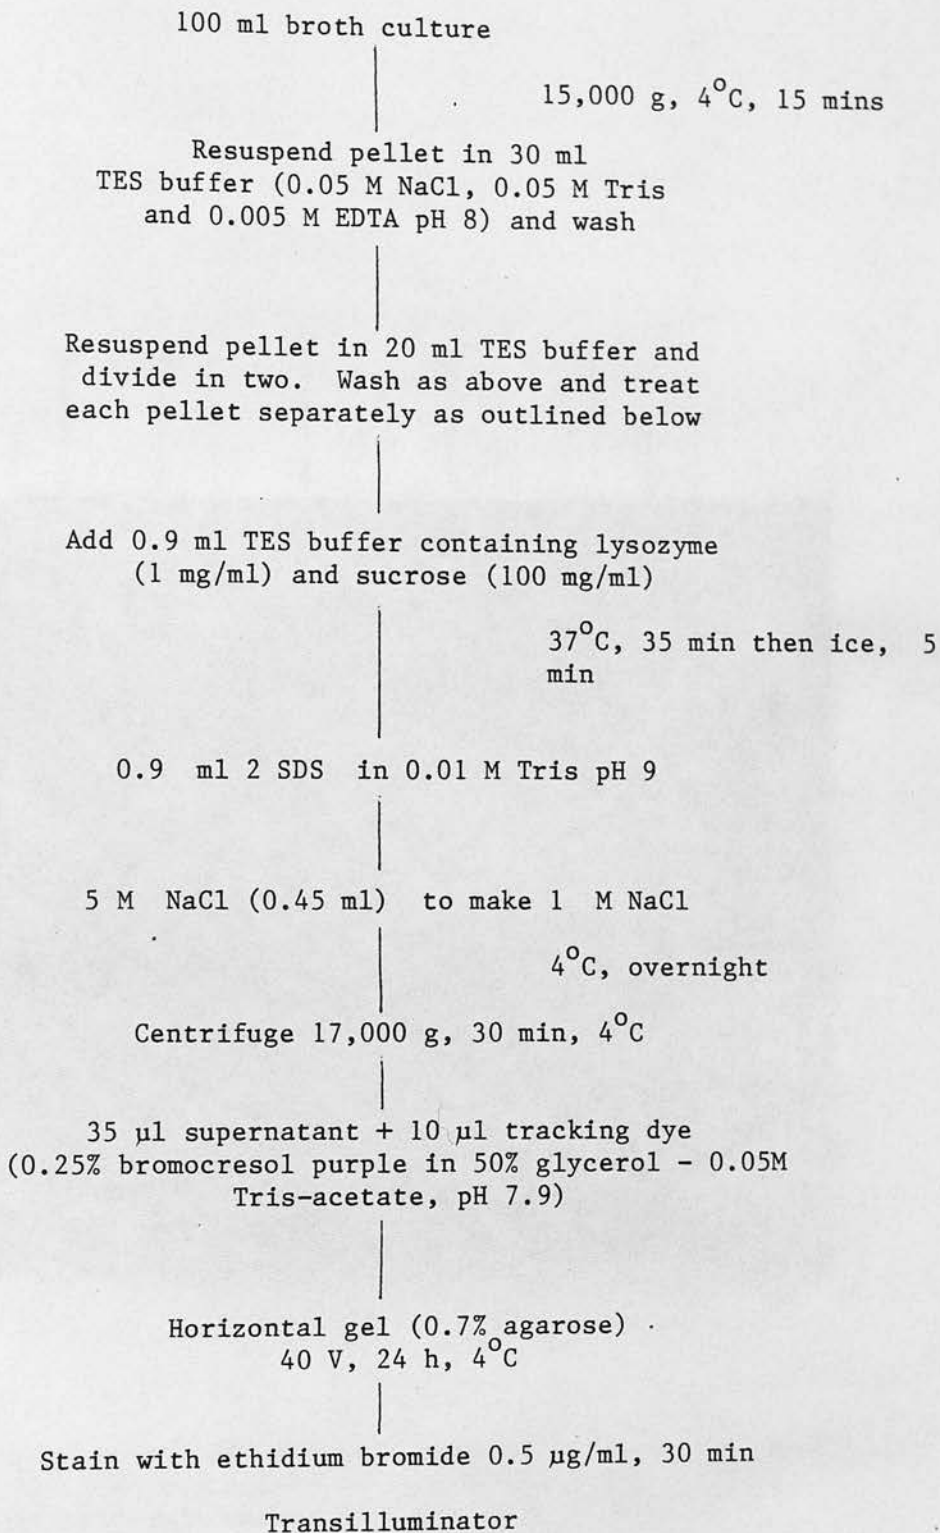 100 ml broth culture
15,000 g, 4°C, 15 mins
Resuspend pellet in 30 ml
TES buffer (0.05 M NaCl, 0.05 M Tris
and 0.005 M EDTA pH 8) and wash
Resuspend pellet in 20 ml TES buffer and
divide in two. Wash as above and treat
each pellet separately as outlined below
Add 0.9 ml TES buffer containing lysozyme
(1 mg/ml) and sucrose (100 mg/ml)
37°C, 35 min then ice, 5
min
0.9 ml 2 SDS in 0.01 M Tris pH 9
5 M NaCl (0.45 ml) to make 1 M NaCl
4°C, overnight
Centrifuge 17,000 g, 30 min, 4°C
35 µl supernatant + 10 µl tracking dye
(0.25% bromocresol purple in 50% glycerol - 0.05M
Tris-acetate, pH 7.9)
Horizontal gel (0.7% agarose)
40 V, 24 h, 4°C
Stain with ethidium bromide 0.5 µg/ml, 30 min
Transilluminator